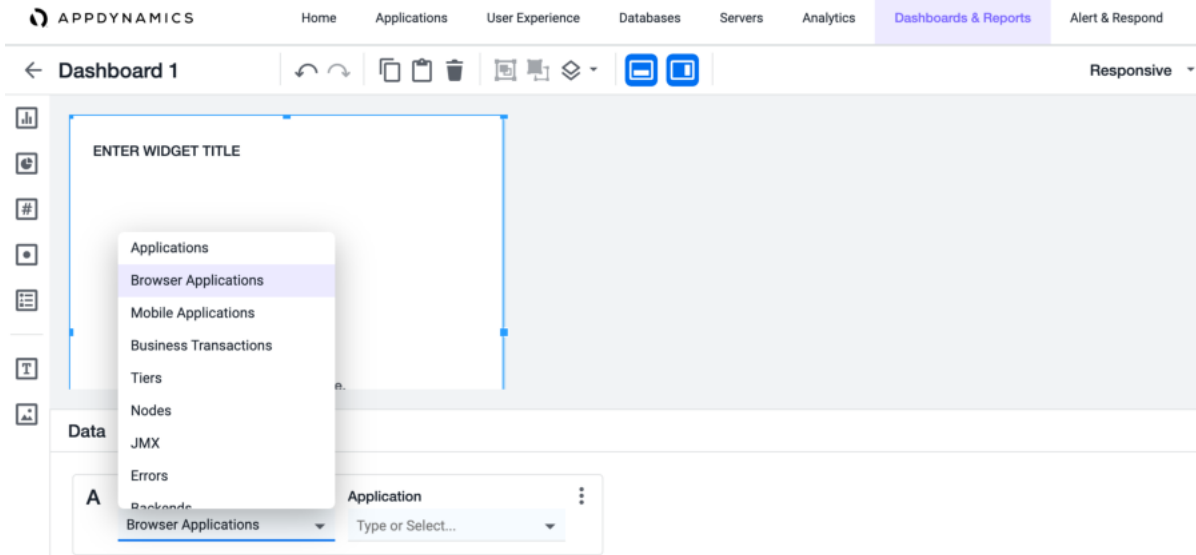 APPDYNAMICS Home Applications User Experience Databases Servers Analytics Dashboards & Reports Alert & Respond
Dashboard 1 Responsive
ENTER WIDGET TITLE
Applications
Browser Applications
Mobile Applications
Business Transactions
Tiers
Nodes
JMX
Errors
Backends
Data
A Application
Browser Applications Type or Select...